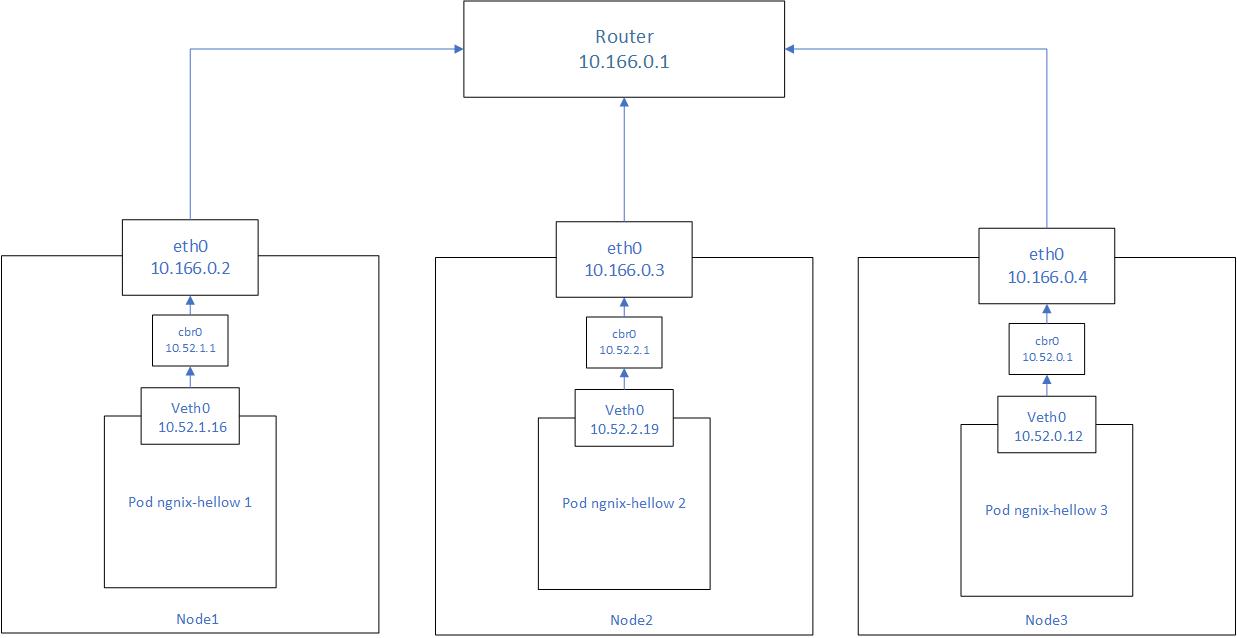 Router
10.166.0.1
eth0
10.166.0.2
cbr0
10.52.1.1
Veth0
10.52.1.16
Pod ngnix-hellow 1
Node1
eth0
10.166.0.3
cbr0
10.52.2.1
Veth0
10.52.2.19
Pod ngnix-hellow 2
Node2
eth0
10.166.0.4
cbr0
10.52.0.1
Veth0
10.52.0.12
Pod ngnix-hellow 3
Node3